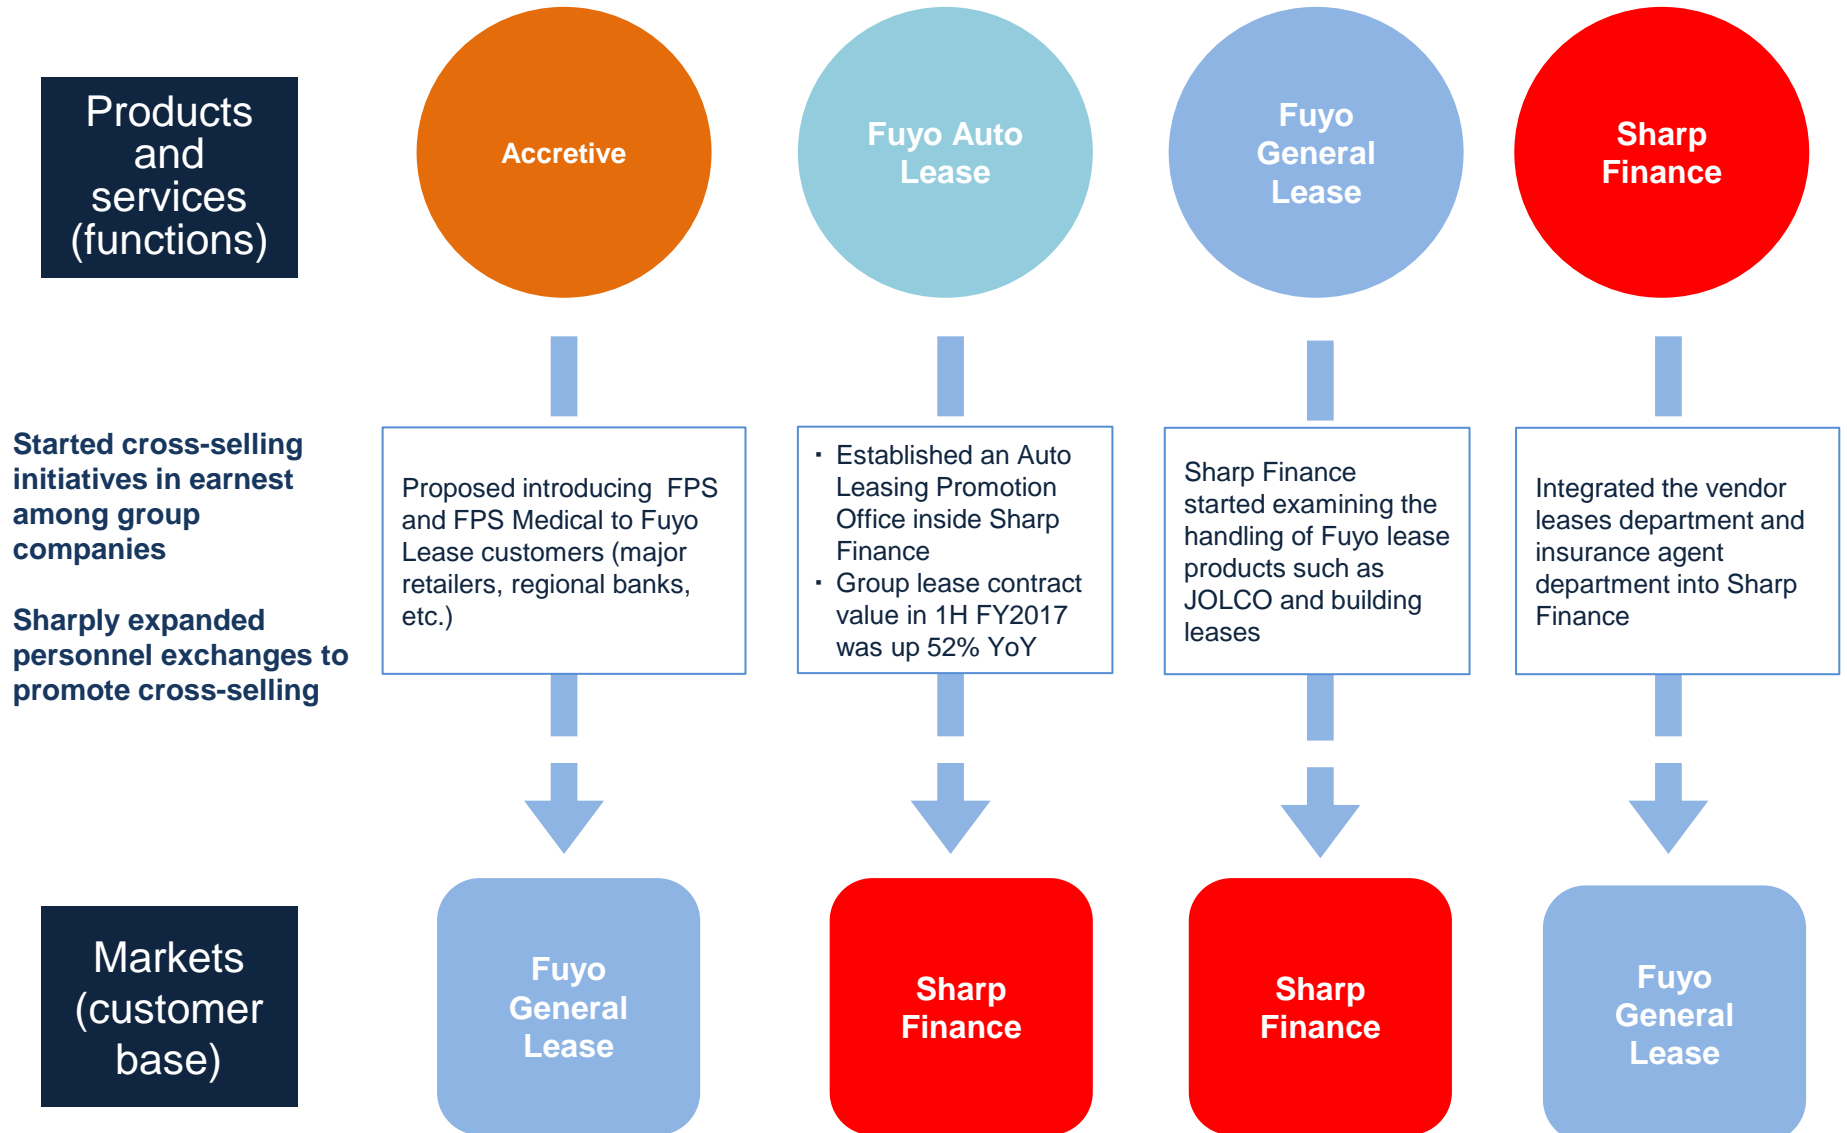 Products
and
services
(functions)
Accretive
Fuyo Auto
Lease
Fuyo
General
Lease
Sharp
Finance
Started cross-selling
initiatives in earnest
among group
companies
Sharply expanded
personnel exchanges to
promote cross-selling
Proposed introducing FPS
and FPS Medical to Fuyo
Lease customers (major
retailers, regional banks,
etc.)
・Established an Auto
Leasing Promotion
Office inside Sharp
Finance
・Group lease contract
value in 1H FY2017
was up 52% YoY
Sharp Finance
started examining the
handling of Fuyo lease
products such as
JOLCO and building
leases
Integrated the vendor
leases department and
insurance agent
department into Sharp
Finance
Markets
(customer
base)
Fuyo
General
Lease
Sharp
Finance
Sharp
Finance
Fuyo
General
Lease